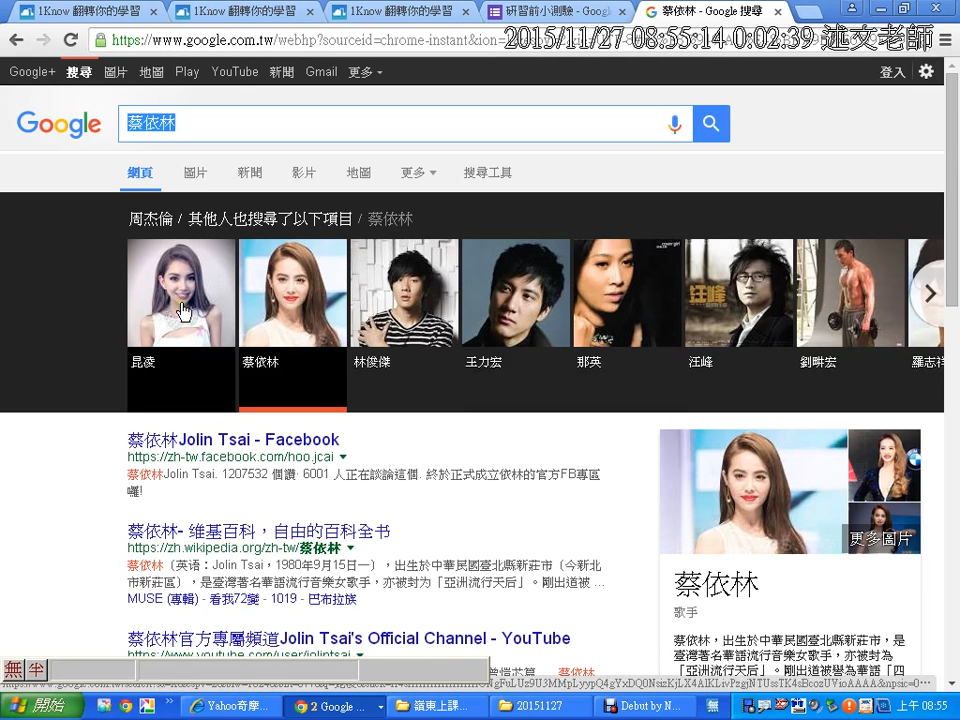 1Know 翻轉你的學習
1Know 翻轉你的學習
1Know 翻轉你的學習
研習前小測驗 - Goog
蔡依林 - Google 搜尋
https://www.google.com.tw/webhp?sourceid=chrome-instant&ion=
2015/11/27 08:55:14 0:02:39 述文老師
Google+ 搜尋 圖片 地圖 Play YouTube 新聞 Gmail 更多
登入
Google
蔡依林
網頁 圖片 新聞 影片 地圖 更多 搜尋工具
周杰倫 / 其他人也搜尋了以下項目 / 蔡依林
cover girl
汪峰
昆凌 蔡依林 林俊傑 王力宏 那英 汪峰 劉畊宏 羅志祥
蔡依林Jolin Tsai - Facebook
https://zh-tw.facebook.com/hoo.jcai
蔡依林Jolin Tsai. 1207532 個讚· 6001 人正在談論這個. 終於正式成立依林的官方FB專區
囉!
蔡依林- 维基百科，自由的百科全书
https://zh.wikipedia.org/zh-tw/蔡依林
蔡依林（英语：Jolin Tsai，1980年9月15日—），出生於中華民國臺北縣新莊市（今新北
市新莊區），是臺灣著名華語流行音樂女歌手，亦被封为「亞洲流行天后」。剛出道被 ...
MUSE (專輯) - 看我72變 - 1019 - 巴布拉族
蔡依林官方專屬頻道Jolin Tsai's Official Channel - YouTube
https://www.youtube.com/user/jolintsai
蔡依林
更多圖片
蔡依林
歌手
蔡依林，出生於中華民國臺北縣新莊市，是
臺灣著名華語流行音樂女歌手，亦被封為
「亞洲流行天后」。剛出道被譽為華語「四
無 半
開始
Yahoo奇摩...
2 Google ...
嶺東上課...
20151127
Debut by N...
無
上午 08:55